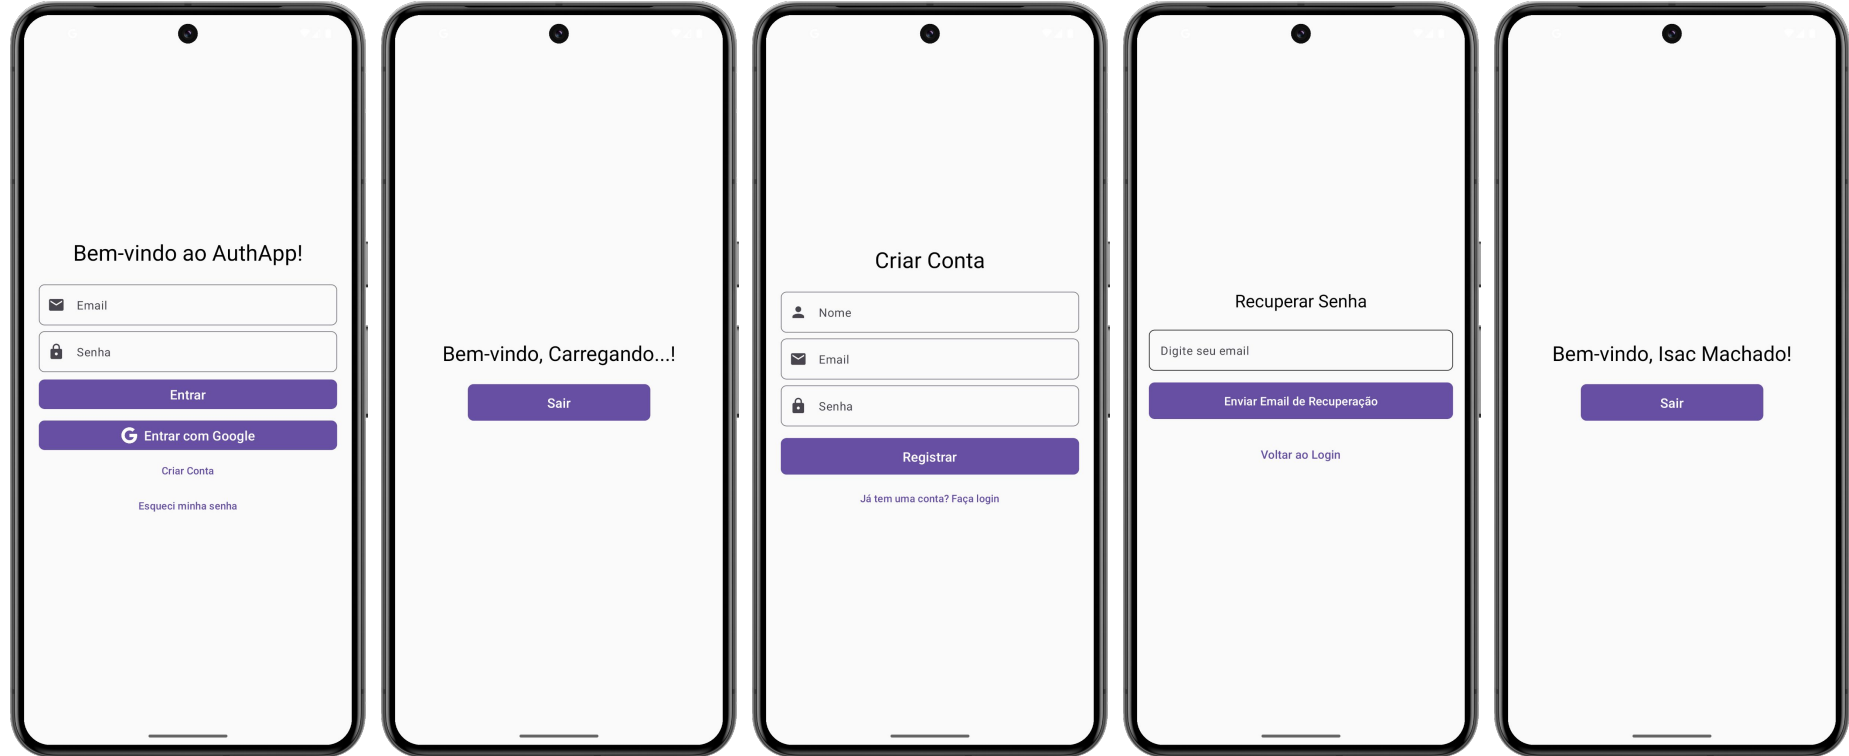 Bem-vindo ao AuthApp!
Email
Senha
Entrar
Entrar com Google
Criar Conta
Esqueci minha senha
Bem-vindo, Carregando...!
Sair
Criar Conta
Nome
Email
Senha
Registrar
Já tem uma conta? Faça login
Recuperar Senha
Digite seu email
Enviar Email de Recuperação
Voltar ao Login
Bem-vindo, Isac Machado!
Sair